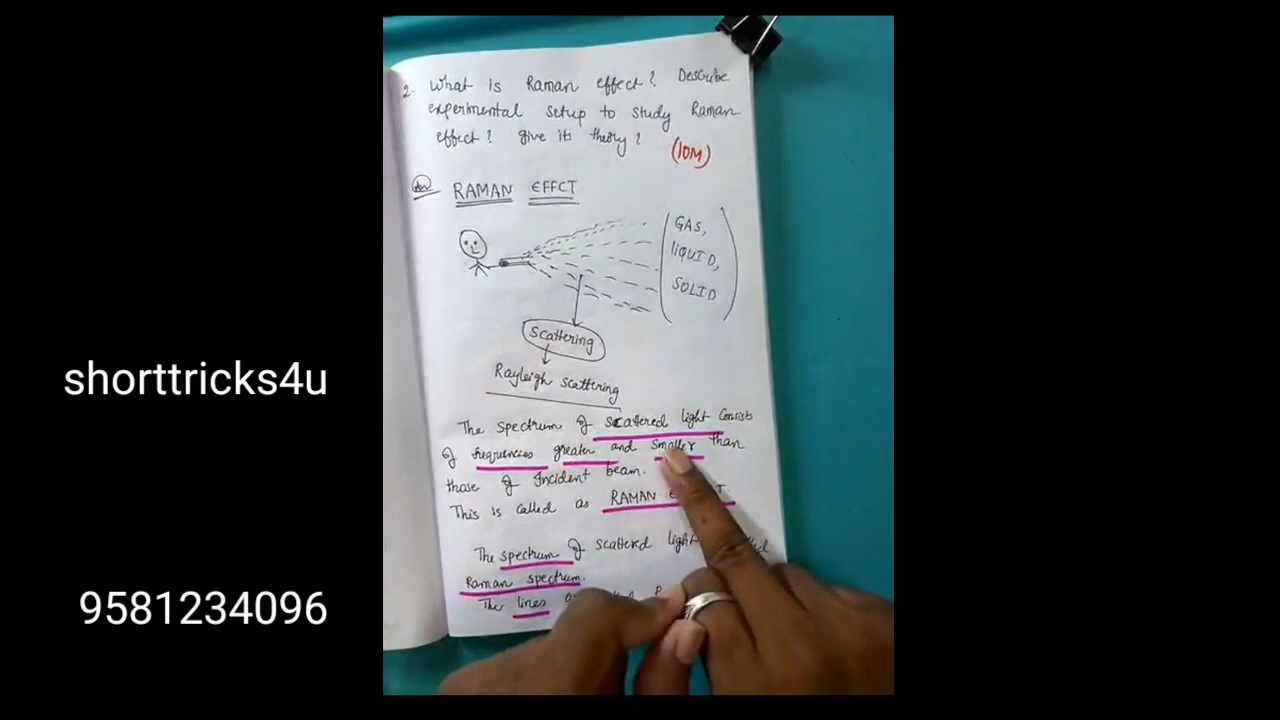 2. What is Raman effect? Describe
experimental setup to study Raman
effect? give its theory?
(10M)
An RAMAN EFFCT
GAS,
LIQUID,
SOLID
Scattering
Rayleigh scattering
The spectrum of scattered light consists
of frequencies greater and smaller than
those of Incident beam.
This is called as RAMAN
The spectrum of scattered light
Raman spectrum.
The lines
shorttricks4u
9581234096